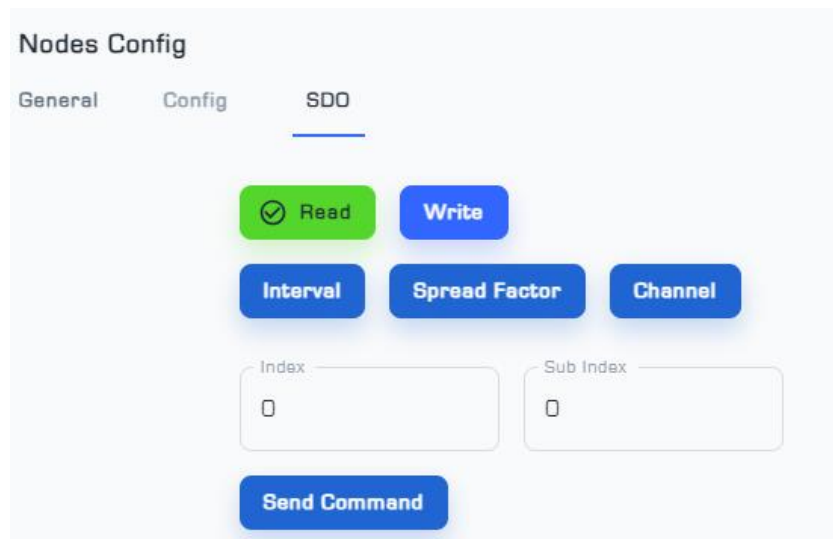 Nodes Config
General Config SDO
Read Write
Interval Spread Factor Channel
Index Sub Index
0 0
Send Command